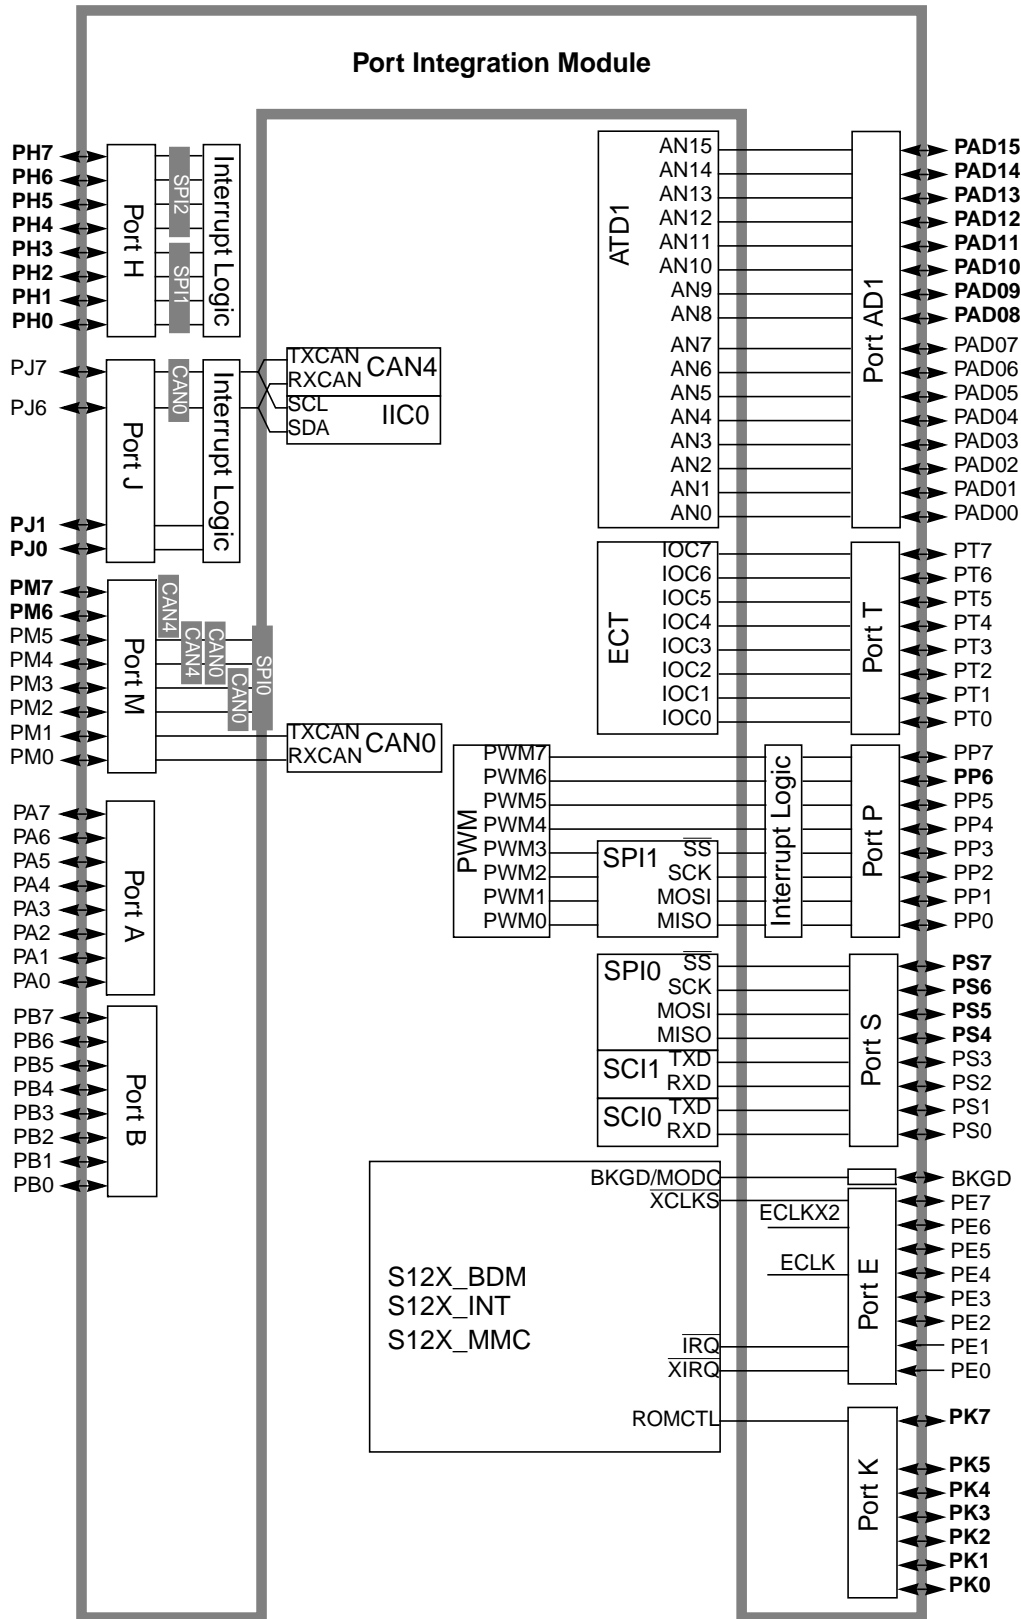 Port Integration Module
PH7
PH6
PH5
PH4
PH3
PH2
PH1
PH0
Port H
SPI2
SPI1
Interrupt Logic
PJ7
PJ6
PJ1
PJ0
Port J
CAN0
Interrupt Logic
TXCAN
RXCAN
CAN4
SCL
SDA
IIC0
PM7
PM6
PM5
PM4
PM3
PM2
PM1
PM0
Port M
CAN4
CAN4
CAN0
CAN0
SPI0
TXCAN
RXCAN
CAN0
PA7
PA6
PA5
PA4
PA3
PA2
PA1
PA0
Port A
PB7
PB6
PB5
PB4
PB3
PB2
PB1
PB0
Port B
ATD1
AN15
AN14
AN13
AN12
AN11
AN10
AN9
AN8
AN7
AN6
AN5
AN4
AN3
AN2
AN1
AN0
Port AD1
PAD15
PAD14
PAD13
PAD12
PAD11
PAD10
PAD09
PAD08
PAD07
PAD06
PAD05
PAD04
PAD03
PAD02
PAD01
PAD00
ECT
IOC7
IOC6
IOC5
IOC4
IOC3
IOC2
IOC1
IOC0
Port T
PT7
PT6
PT5
PT4
PT3
PT2
PT1
PT0
PWM
PWM7
PWM6
PWM5
PWM4
PWM3
PWM2
PWM1
PWM0
SPI1
SS
SCK
MOSI
MISO
Interrupt Logic
Port P
PP7
PP6
PP5
PP4
PP3
PP2
PP1
PP0
SPI0
SS
SCK
MOSI
MISO
SCI1
TXD
RXD
SCI0
TXD
RXD
Port S
PS7
PS6
PS5
PS4
PS3
PS2
PS1
PS0
S12X_BDM
S12X_INT
S12X_MMC
BKGD/MODC
XCLKS
ECLKX2
ECLK
IRQ
XIRQ
ROMCTL
BKGD
Port E
PE7
PE6
PE5
PE4
PE3
PE2
PE1
PE0
Port K
PK7
PK5
PK4
PK3
PK2
PK1
PK0